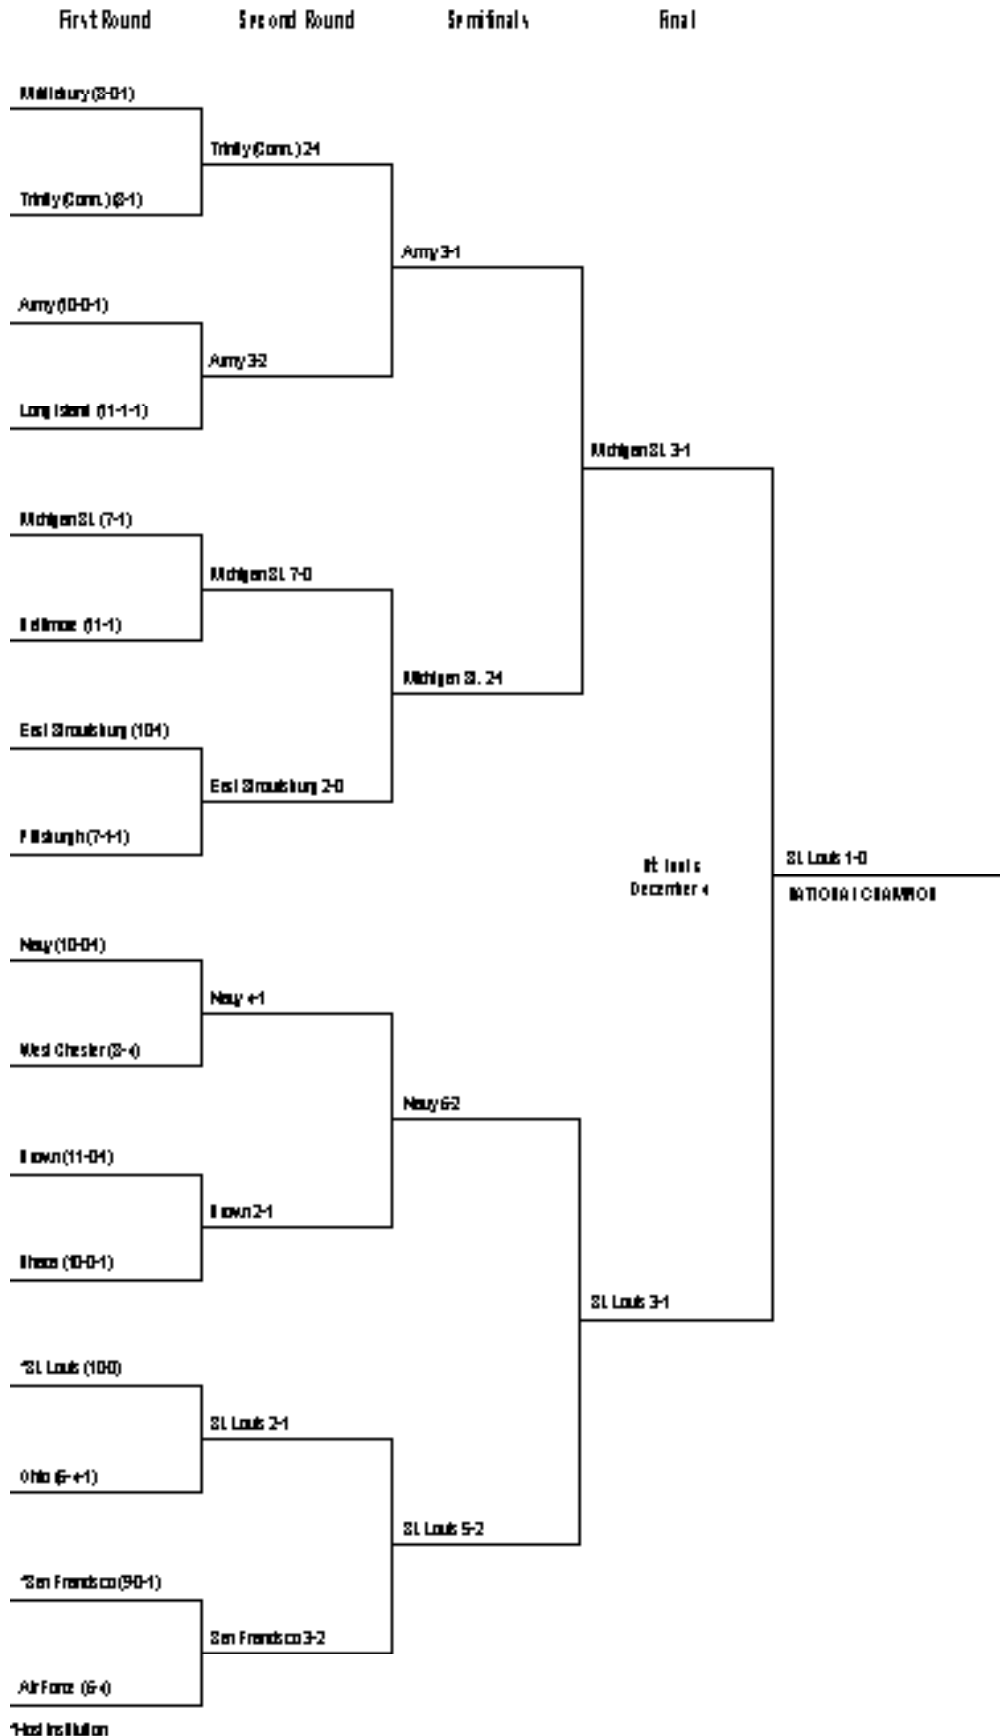 First Round
Second Round
Semifinals
Final
Middlebury (8-0-1)
Trinity (Conn.) 2-1
Trinity (Conn.) (8-1)
Army 3-1
Army (10-0-1)
Army 3-2
Long Island (11-1-1)
Michigan St. 3-1
Michigan St. (7-1)
Michigan St. 7-0
Baltimore (11-1)
Michigan St. 2-1
East Stroudsburg (10-1)
East Stroudsburg 2-0
Pittsburgh (7-1-1)
St. Louis 1-0
St. Louis
December 4
NATIONAL CHAMPION
Navy (10-0-1)
Navy 4-1
West Chester (8-4)
Navy 6-2
Brown (11-0-1)
Brown 2-1
Ithaca (10-0-1)
St. Louis 3-1
*St. Louis (10-0)
St. Louis 2-1
Ohio (6-4-1)
St. Louis 5-2
*San Francisco (9-0-1)
San Francisco 3-2
Air Force (6-4)
*Host institution